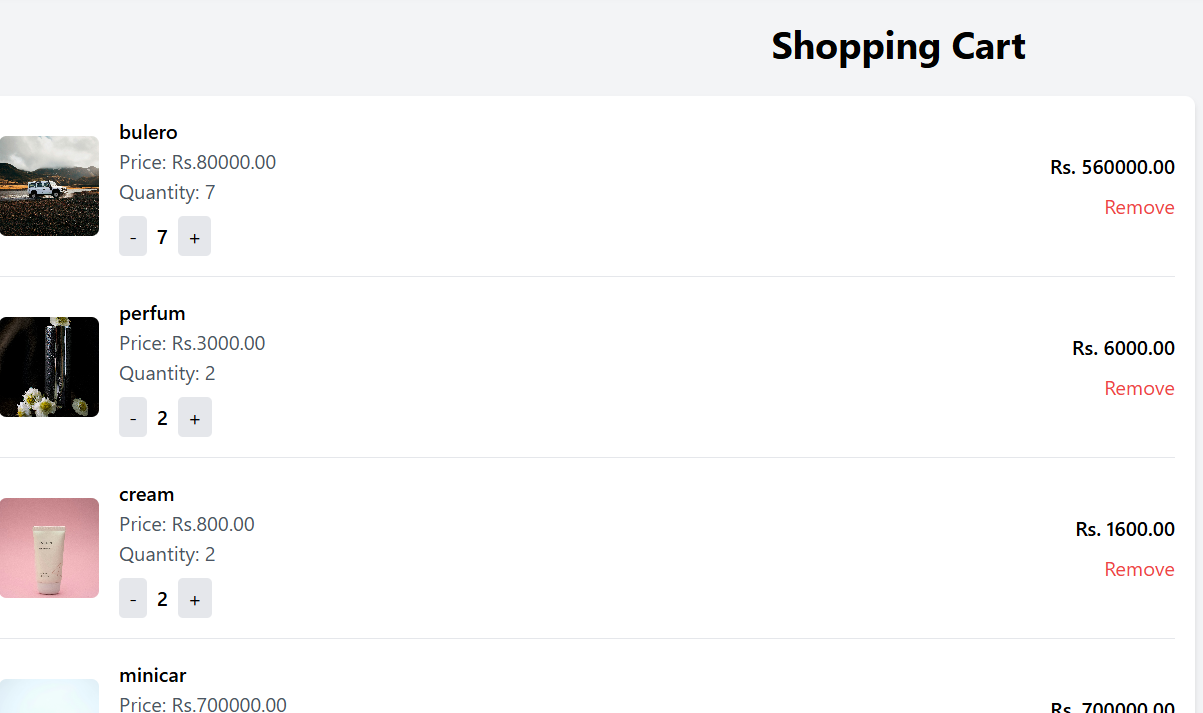 Shopping Cart
bulero
Price: Rs.80000.00
Quantity: 7
- 7 +
Rs. 560000.00
Remove
perfum
Price: Rs.3000.00
Quantity: 2
- 2 +
Rs. 6000.00
Remove
cream
Price: Rs.800.00
Quantity: 2
- 2 +
Rs. 1600.00
Remove
minicar
Price: Rs.700000.00
Rs. 700000.00